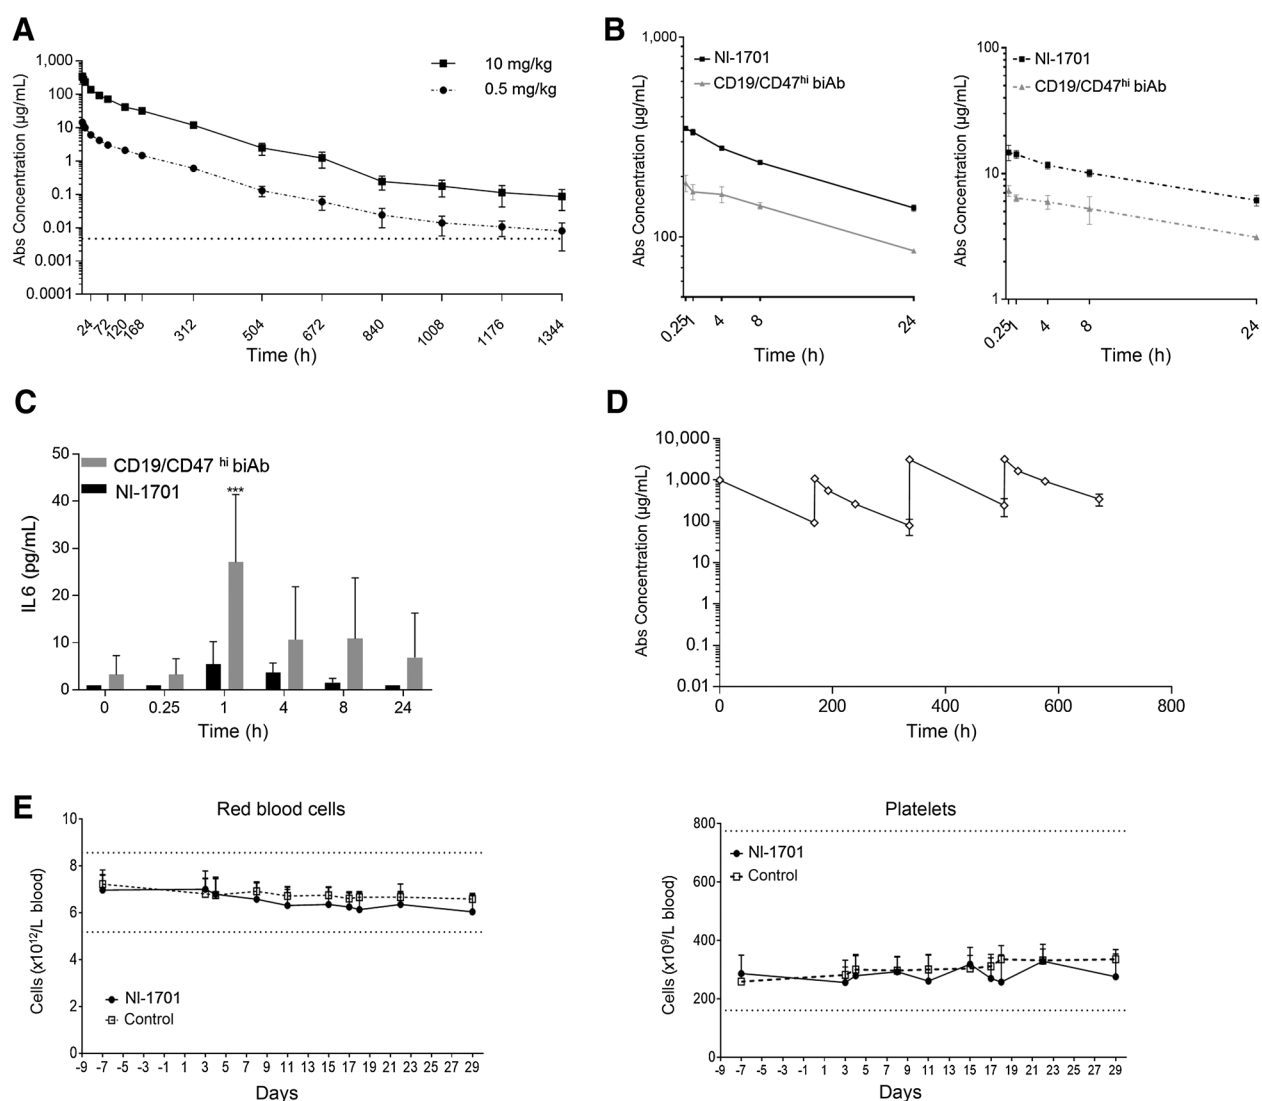 A
Abs Concentration (µg/mL)
1,000
100
10
1
0.1
0.01
0.001
0.0001
10 mg/kg
0.5 mg/kg
24 72 120 168 312 504 672 840 1008 1176 1344
Time (h)
B
Abs Concentration (µg/mL)
1,000
100
NI-1701
CD19/CD47hi biAb
0.25 1 4 8 24
Time (h)
Abs Concentration (µg/mL)
100
10
1
NI-1701
CD19/CD47hi biAb
0.25 1 4 8 24
Time (h)
C
IL6 (pg/mL)
50
40
30
20
10
0
CD19/CD47 hi biAb
NI-1701
***
0 0.25 1 4 8 24
Time (h)
D
Abs Concentration (µg/mL)
10,000
1,000
100
10
1
0.1
0.01
0 200 400 600 800
Time (h)
E
Red blood cells
Cells (x10¹²/L blood)
10
8
6
4
2
0
NI-1701
Control
-9 -7 -5 -3 -1 1 3 5 7 9 11 13 15 17 19 21 23 25 27 29
Days
Platelets
Cells (x10⁹/L blood)
800
600
400
200
0
NI-1701
Control
-9 -7 -5 -3 -1 1 3 5 7 9 11 13 15 17 19 21 23 25 27 29
Days